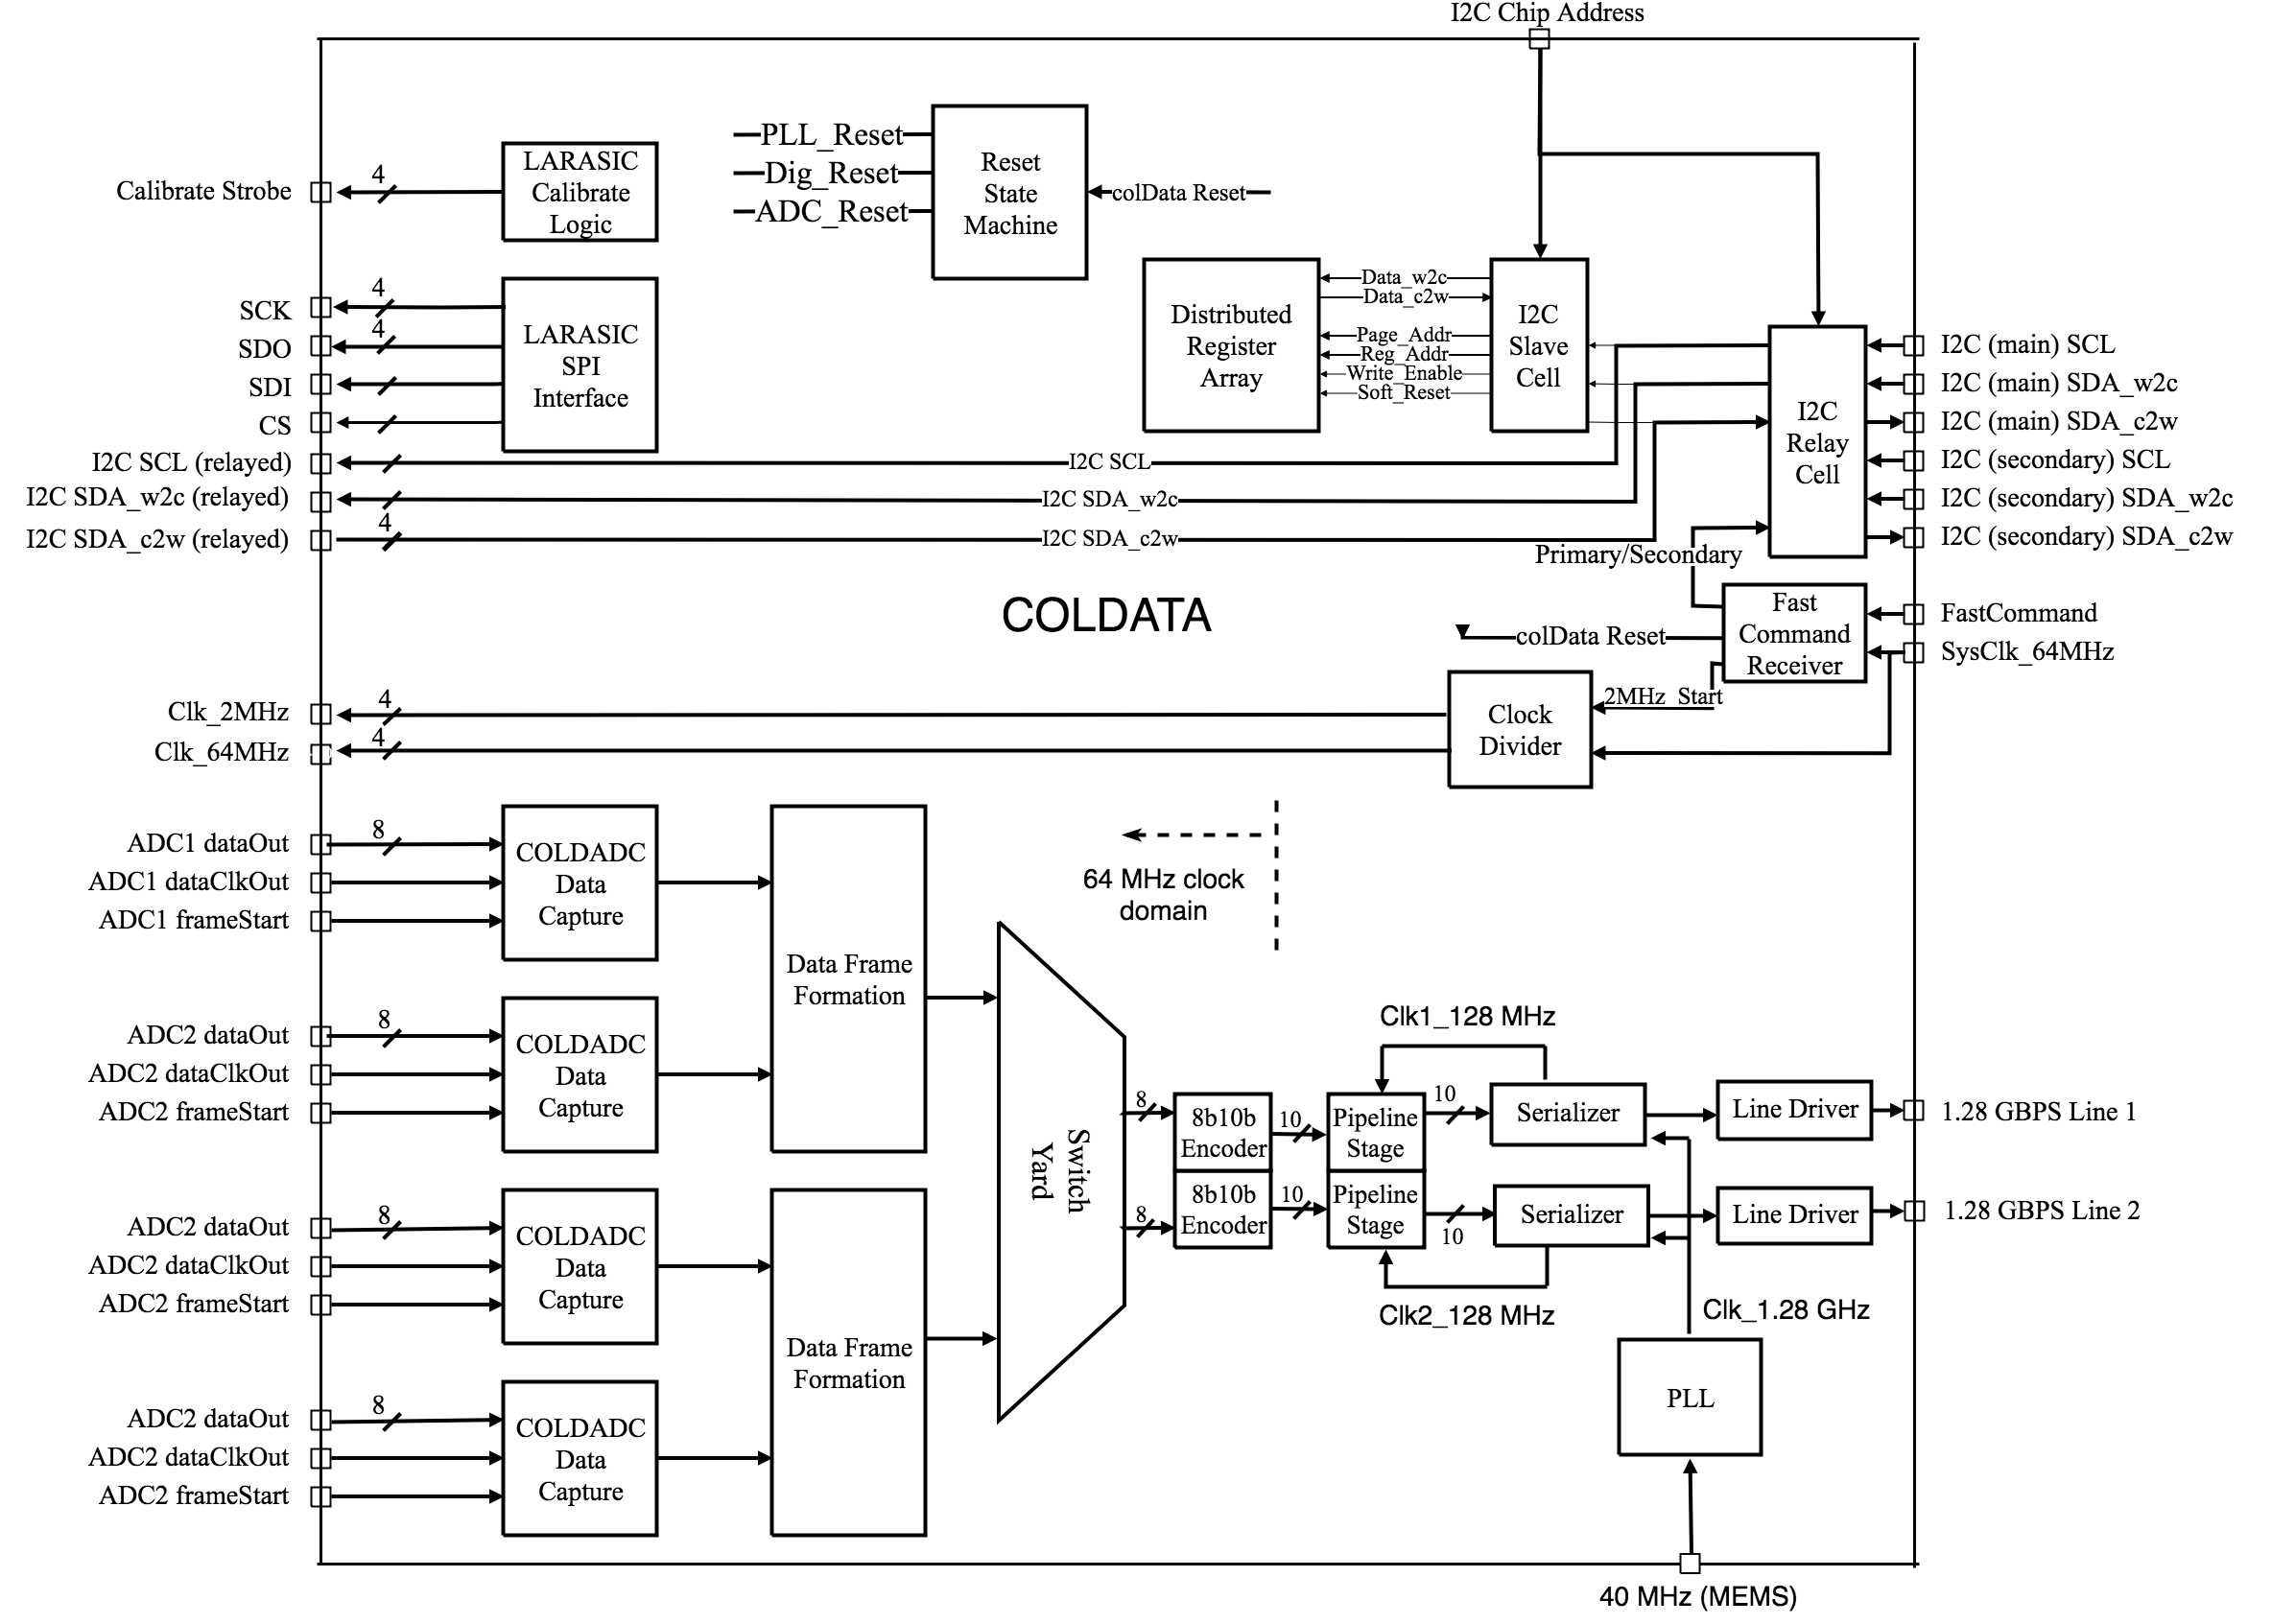 I2C Chip Address
Calibrate Strobe
4
LARASIC
Calibrate
Logic
PLL_Reset
Dig_Reset
ADC_Reset
Reset
State
Machine
colData Reset
SCK
4
SDO
4
SDI
CS
LARASIC
SPI
Interface
Distributed
Register
Array
Data_w2c
Data_c2w
Page_Addr
Reg_Addr
Write_Enable
Soft_Reset
I2C
Slave
Cell
I2C
Relay
Cell
I2C (main) SCL
I2C (main) SDA_w2c
I2C (main) SDA_c2w
I2C (secondary) SCL
I2C (secondary) SDA_w2c
I2C (secondary) SDA_c2w
I2C SCL (relayed)
I2C SCL
I2C SDA_w2c (relayed)
I2C SDA_w2c
I2C SDA_c2w (relayed)
4
I2C SDA_c2w
Primary/Secondary
COLDATA
colData Reset
Fast
Command
Receiver
FastCommand
SysClk_64MHz
2MHz_Start
Clk_2MHz
4
Clk_64MHz
4
Clock
Divider
ADC1 dataOut
8
ADC1 dataClkOut
ADC1 frameStart
COLDADC
Data
Capture
ADC2 dataOut
8
ADC2 dataClkOut
ADC2 frameStart
COLDADC
Data
Capture
Data Frame
Formation
64 MHz clock
domain
ADC2 dataOut
8
ADC2 dataClkOut
ADC2 frameStart
COLDADC
Data
Capture
ADC2 dataOut
8
ADC2 dataClkOut
ADC2 frameStart
COLDADC
Data
Capture
Data Frame
Formation
Switch
Yard
8
8b10b
Encoder
10
Pipeline
Stage
Clk1_128 MHz
10
Serializer
Line Driver
1.28 GBPS Line 1
8
8b10b
Encoder
10
Pipeline
Stage
10
Serializer
Line Driver
1.28 GBPS Line 2
Clk2_128 MHz
Clk_1.28 GHz
PLL
40 MHz (MEMS)